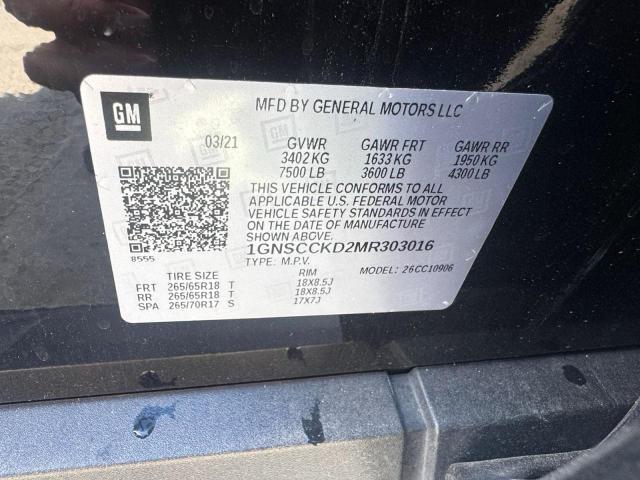 GM
MFD BY GENERAL MOTORS LLC
03/21 GVWR GAWR FRT GAWR RR
3402 KG 1633 KG 1950 KG
7500 LB 3600 LB 4300 LB
THIS VEHICLE CONFORMS TO ALL
APPLICABLE U.S. FEDERAL MOTOR
VEHICLE SAFETY STANDARDS IN EFFECT
ON THE DATE OF MANUFACTURE
SHOWN ABOVE.
1GNSCCKD2MR303016
8555
TYPE: M.P.V. MODEL: 26CC10906
TIRE SIZE RIM
FRT 265/65R18 T 18X8.5J
RR 265/65R18 T 18X8.5J
SPA 265/70R17 S 17X7J